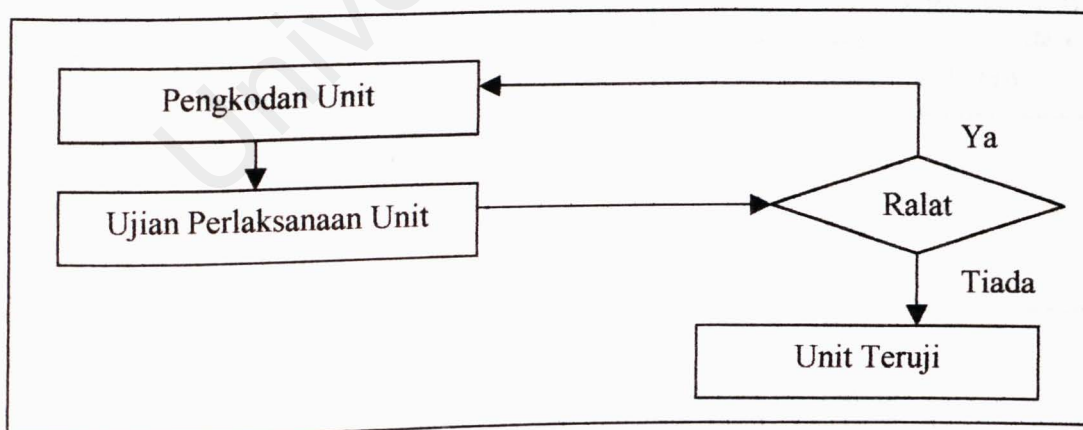 Pengkodan Unit
Ya
Ujian Perlaksanaan Unit
Ralat
Tiada
Unit Teruji